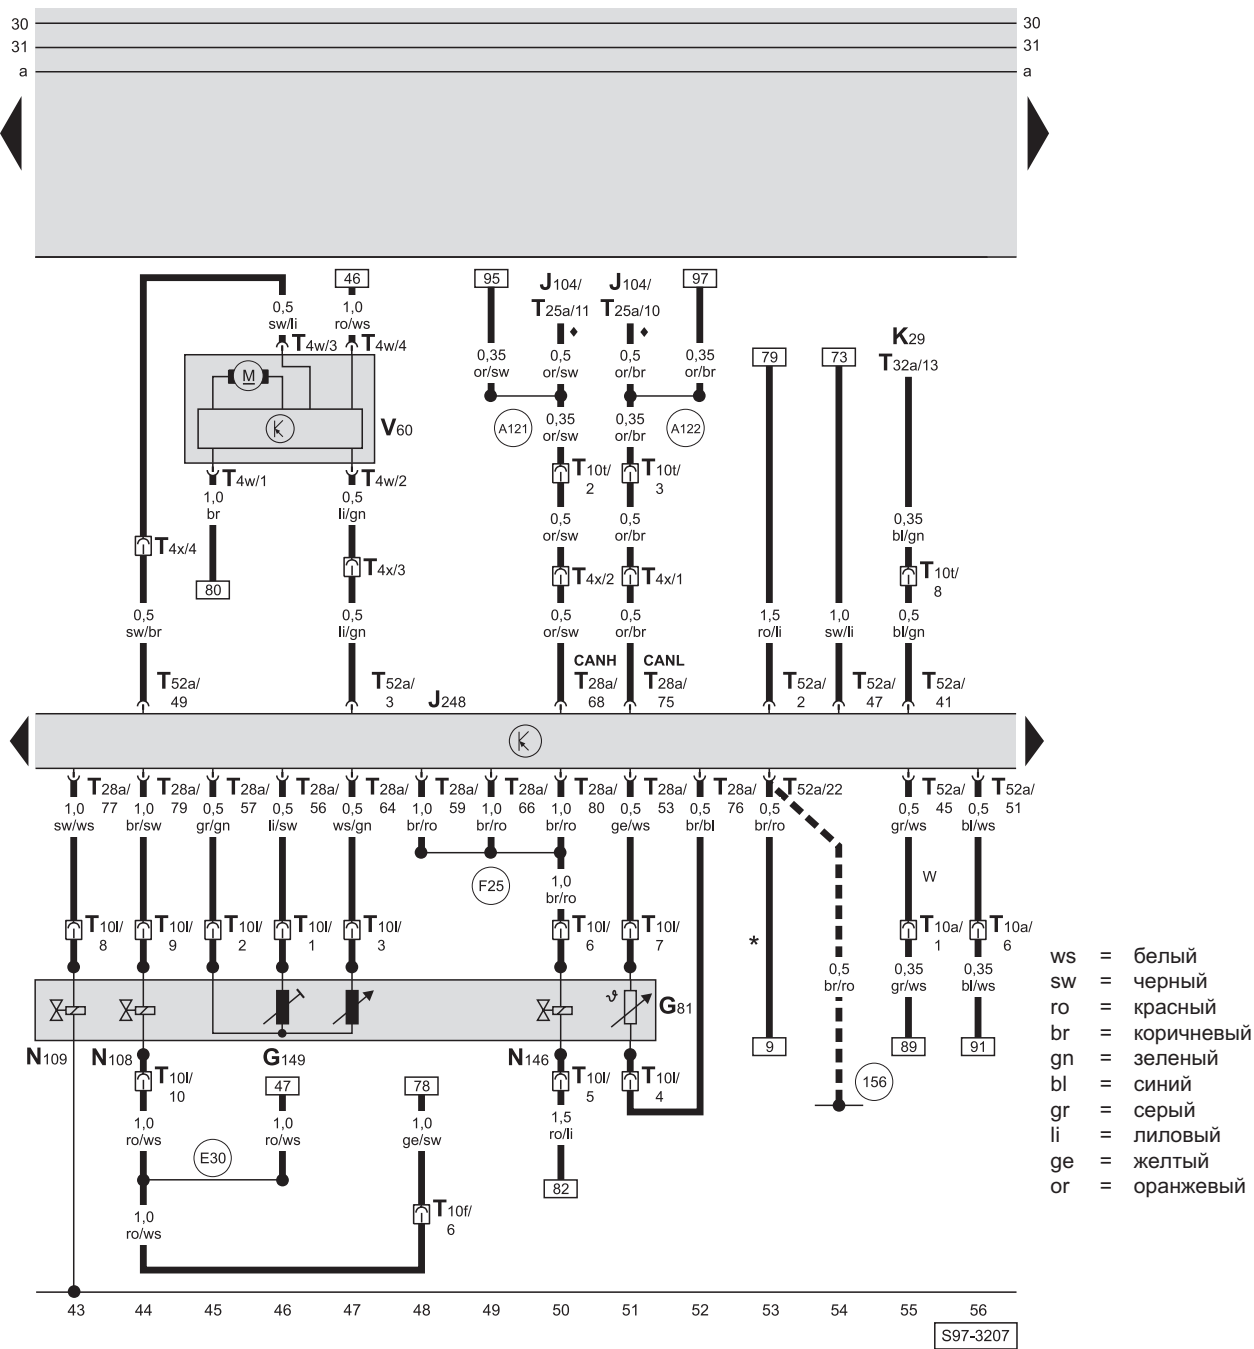 30 30
31 31
a a
46 95 J104/ J104/ 97
0,5 1,0 T25a/11 T25a/10
sw/li ro/ws ♦ ♦ K29
T4w/3 T4w/4 0,35 0,5 0,5 0,35 79 73 T32a/13
or/sw or/sw or/br or/br
M
V60 A121 0,35 0,35 A122
or/sw or/br
T4w/1 T4w/2 T10t/ T10t/
1,0 0,5 2 3
br li/gn
0,5 0,5 0,35
or/sw or/br bl/gn
T4x/4 T4x/3 T4x/2 T4x/1 T10t/
80 8
0,5 0,5 0,5 0,5 1,5 1,0 0,5
sw/br li/gn or/sw or/br ro/li sw/li bl/gn
CANH CANL
T52a/ T52a/ J248 T28a/ T28a/ T52a/ T52a/ T52a/
49 3 68 75 2 47 41
T28a/ T28a/ T28a/ T28a/ T28a/ T28a/ T28a/ T28a/ T28a/ T28a/ T52a/22 T52a/ T52a/
77 79 57 56 64 59 66 80 53 76 45 51
1,0 1,0 0,5 0,5 0,5 1,0 1,0 1,0 0,5 0,5 0,5 0,5 0,5
sw/ws br/sw gr/gn li/sw ws/gn br/ro br/ro br/ro ge/ws br/bl br/ro gr/ws bl/ws
F25 1,0 W
br/ro
T10l/ T10l/ T10l/ T10l/ T10l/ T10l/ T10l/ T10a/ T10a/
8 9 2 1 3 6 7 * 1 6
0,5 0,35 0,35
br/ro gr/ws bl/ws
ϑ G81
N109 N108 G149 N146 9 89 91
T10l/ 47 78 T10l/ T10l/ 156
10 5 4
1,0 1,0 1,0 1,5
ro/ws ro/ws ge/sw ro/li
E30
82
1,0 T10f/
ro/ws 6
43 44 45 46 47 48 49 50 51 52 53 54 55 56
S97-3207
ws = белый
sw = черный
ro = красный
br = коричневый
gn = зеленый
bl = синий
gr = серый
li = лиловый
ge = желтый
or = оранжевый